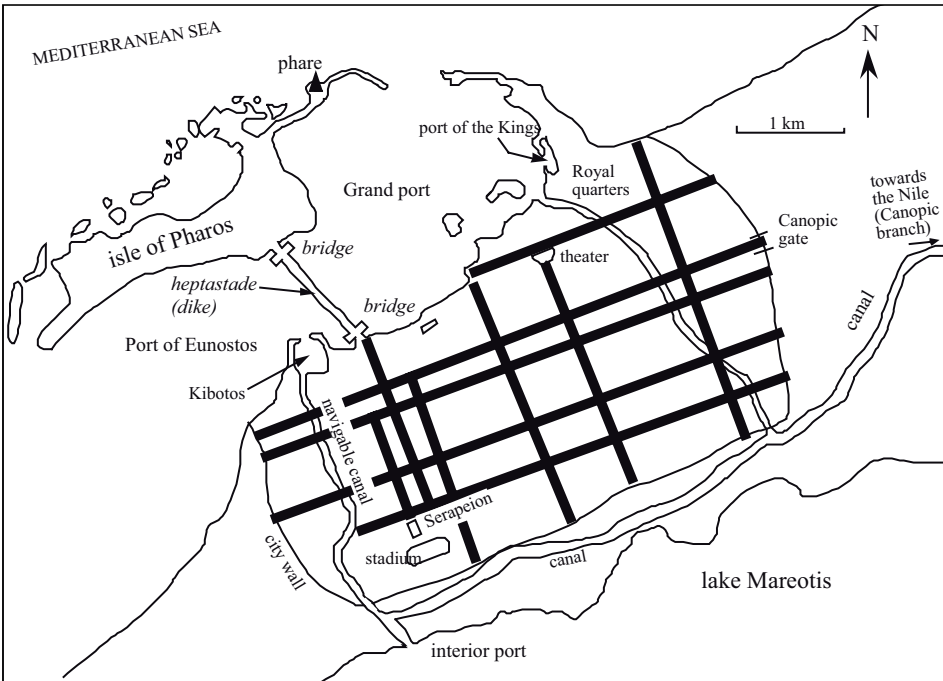 MEDITERRANEAN SEA
N
phare
1 km
port of the Kings
Royal
quarters
towards
the Nile
(Canopic
branch)
Grand port
Canopic
gate
isle of Pharos
bridge
theater
heptastade
(dike)
bridge
canal
Port of Eunostos
Kibotos
navigable canal
Serapeion
city wall
stadium
canal
lake Mareotis
interior port